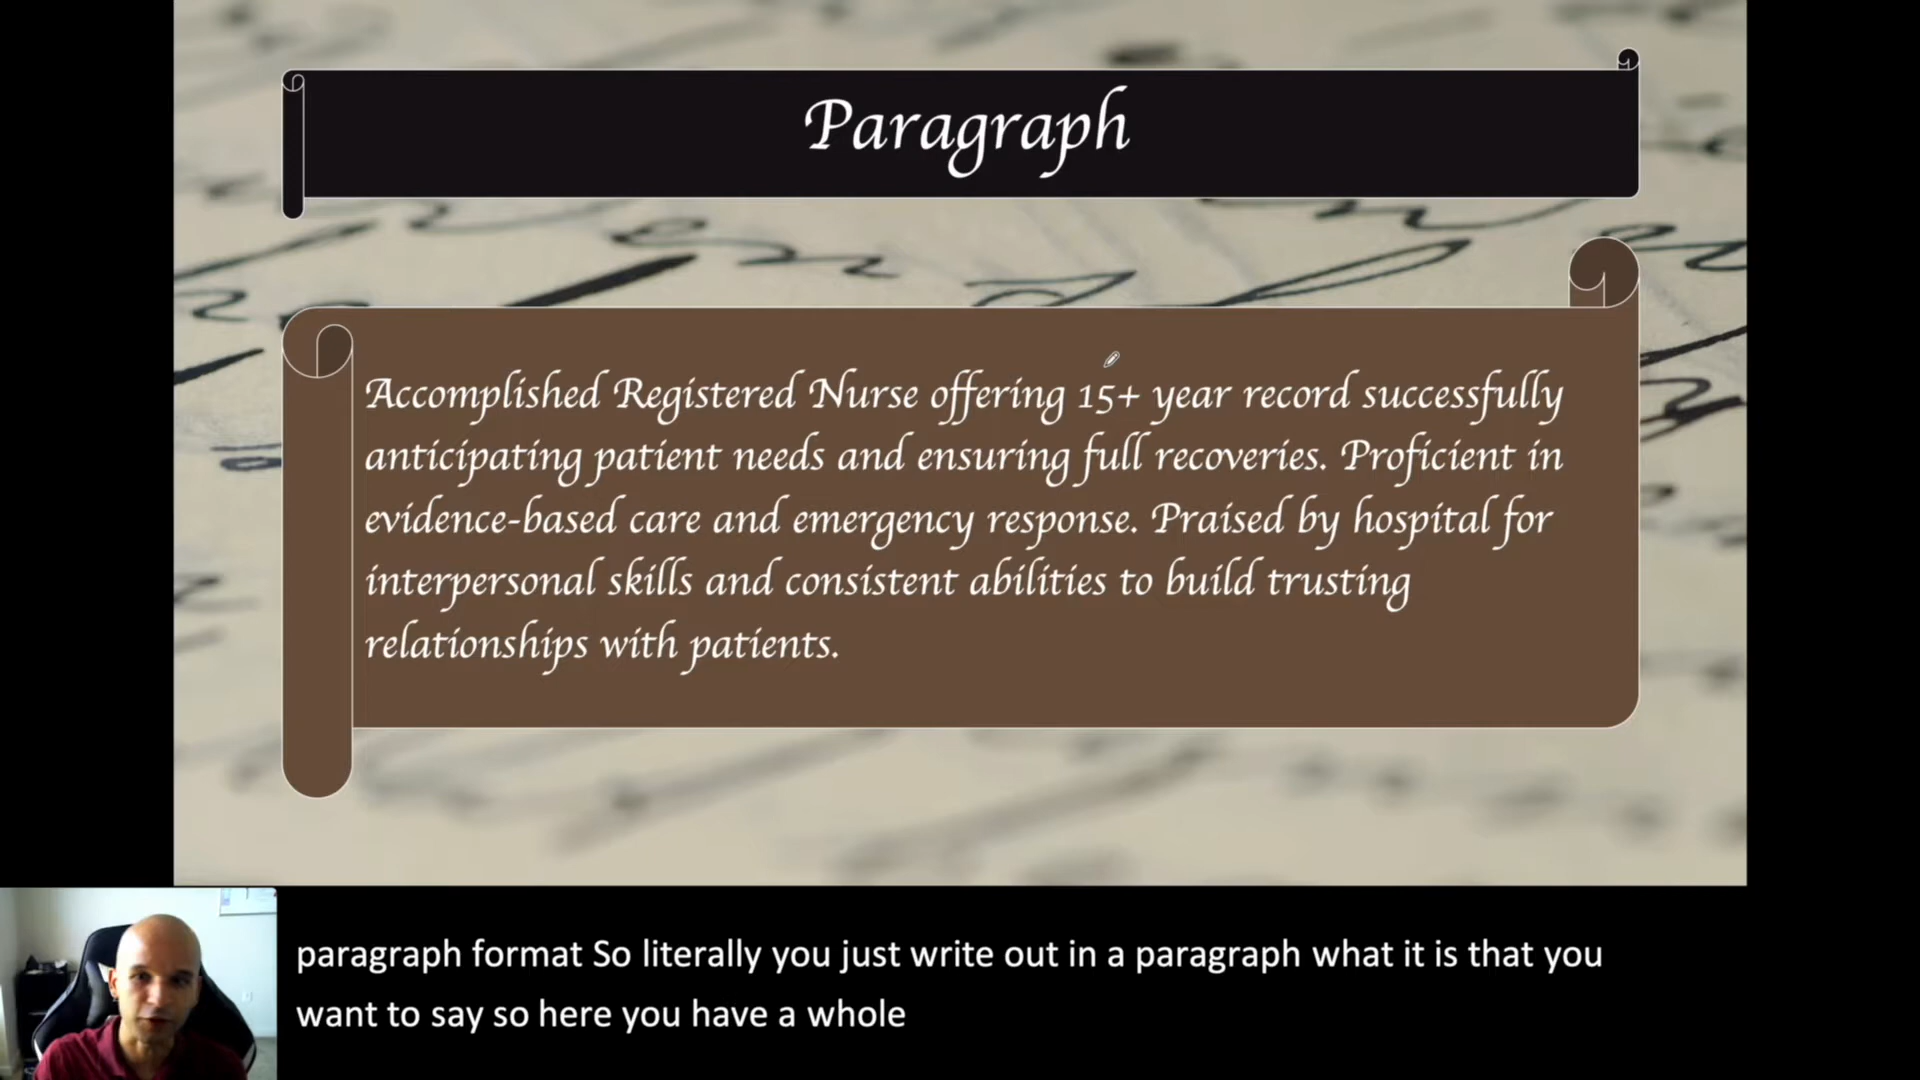 Paragraph
Accomplished Registered Nurse offering 15+ year record successfully
anticipating patient needs and ensuring full recoveries. Proficient in
evidence-based care and emergency response. Praised by hospital for
interpersonal skills and consistent abilities to build trusting
relationships with patients.
paragraph format So literally you just write out in a paragraph what it is that you
want to say so here you have a whole